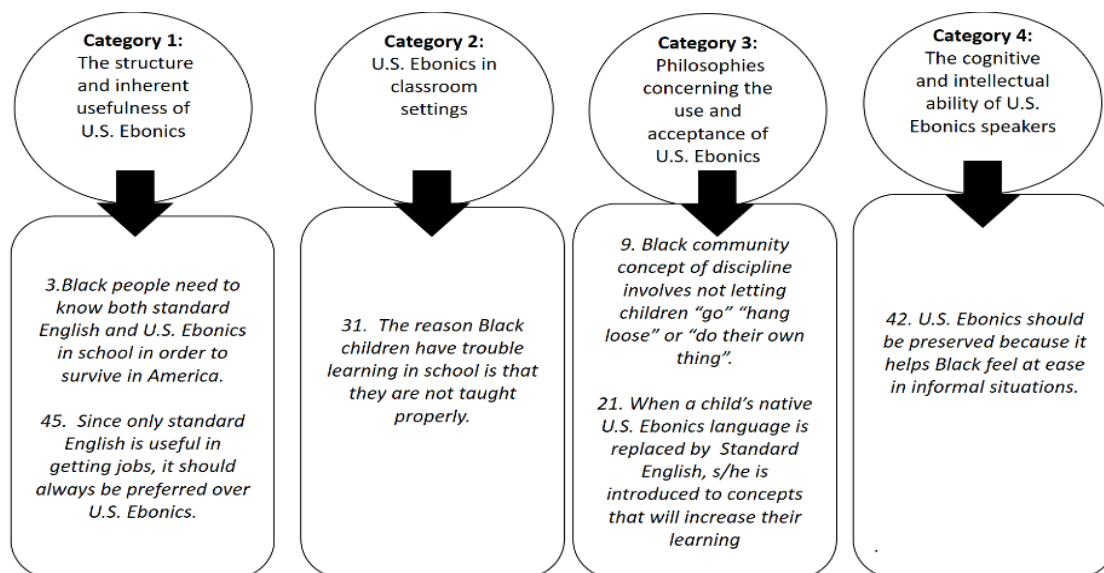 Category 1:
The structure
and inherent
usefulness of
U.S. Ebonics
Category 2:
U.S. Ebonics in
classroom
settings
Category 3:
Philosophies
concerning the
use and
acceptance of
U.S. Ebonics
Category 4:
The cognitive
and intellectual
ability of U.S.
Ebonics speakers
3.Black people need to
know both standard
English and U.S. Ebonics
in school in order to
survive in America.
45.  Since only standard
English is useful in
getting jobs, it should
always be preferred over
U.S. Ebonics.
31.  The reason Black
children have trouble
learning in school is that
they are not taught
properly.
9. Black community
concept of discipline
involves not letting
children “go” “hang
loose” or “do their own
thing”.
21. When a child’s native
U.S. Ebonics language is
replaced by  Standard
English, s/he is
introduced to concepts
that will increase their
learning
42. U.S. Ebonics should
be preserved because it
helps Black feel at ease
in informal situations.
.